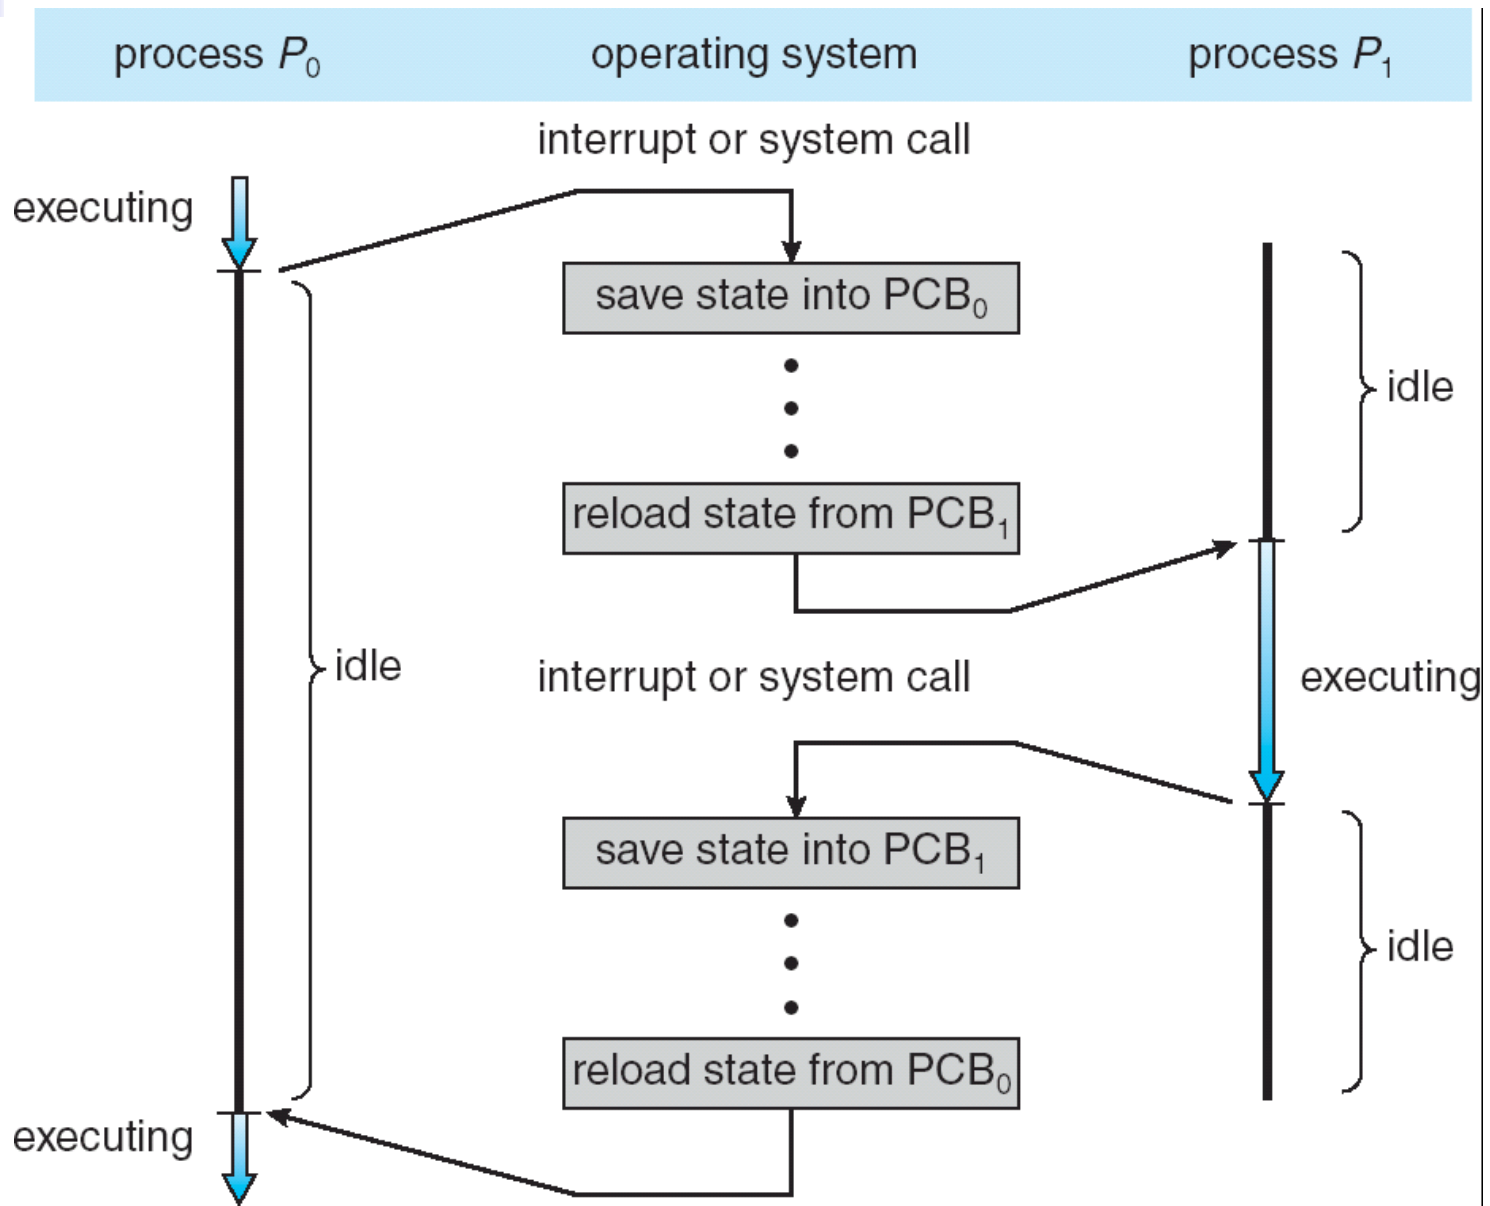 process P₀ operating system process P₁
interrupt or system call
executing
save state into PCB₀
idle
reload state from PCB₁
idle
interrupt or system call
executing
save state into PCB₁
idle
reload state from PCB₀
executing